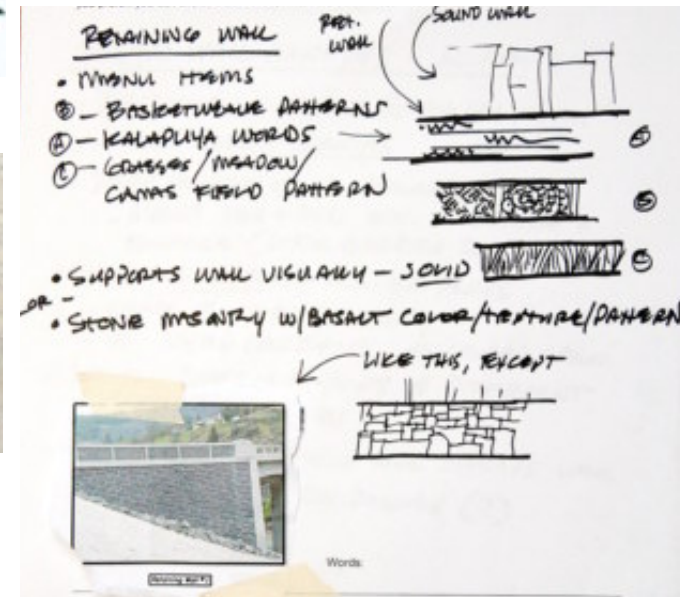 RETAINING WALL
RET. WALL
SOUND WALL
• MENU ITEMS
Ⓑ – BASKETWEAVE PATTERNS
Ⓐ – KALAPUYA WORDS
Ⓒ – GRASSES/MEADOW/
CAMAS FIELD PATTERN
• SUPPORTS WALL VISUALLY – SOLID
– OR –
• STONE MASONRY W/BASALT COLOR/TEXTURE/PATTERN
LIKE THIS, EXCEPT
Words: